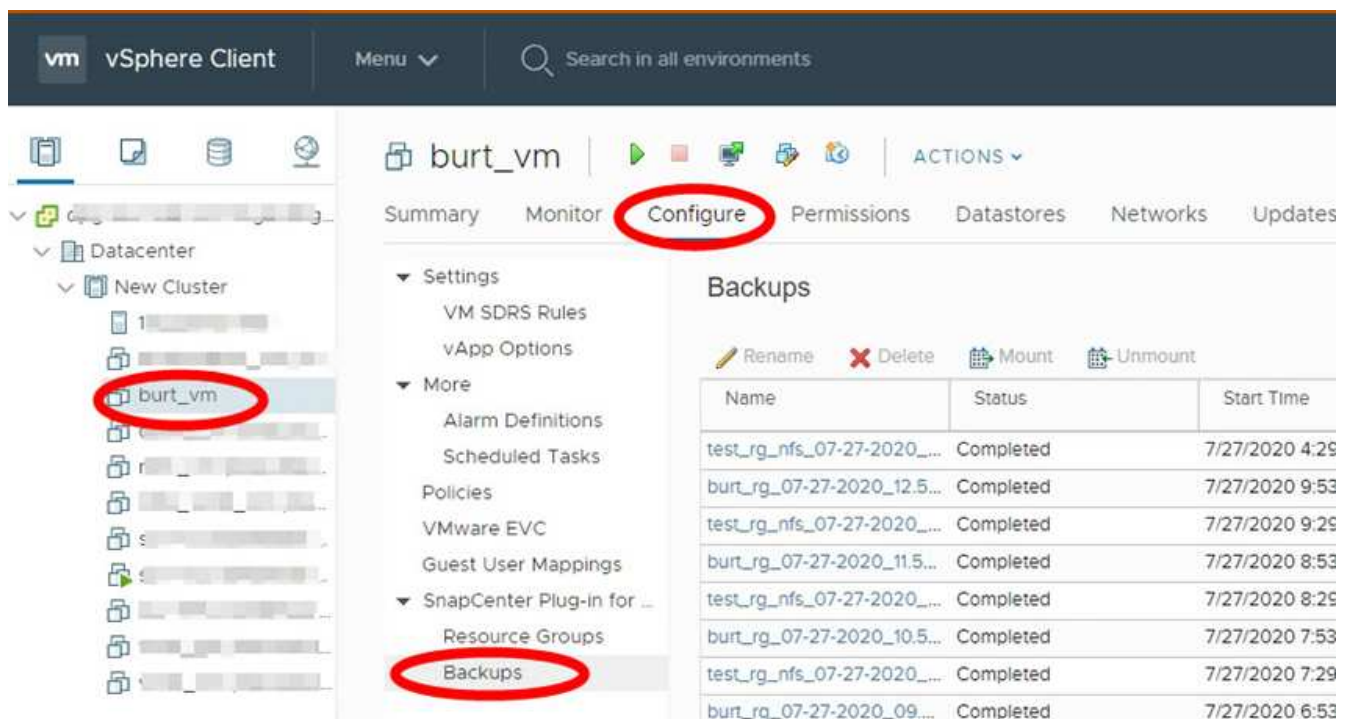 vm vSphere Client Menu Search in all environments
burt_vm ACTIONS
Summary Monitor Configure Permissions Datastores Networks Updates
Datacenter
New Cluster
burt_vm
Settings
VM SDRS Rules
vApp Options
More
Alarm Definitions
Scheduled Tasks
Policies
VMware EVC
Guest User Mappings
SnapCenter Plug-in for ...
Resource Groups
Backups
Backups
Rename Delete Mount Unmount
Name Status Start Time
test_rg_nfs_07-27-2020_... Completed 7/27/2020 4:29
burt_rg_07-27-2020_12.5... Completed 7/27/2020 9:53
test_rg_nfs_07-27-2020_... Completed 7/27/2020 9:29
burt_rg_07-27-2020_11.5... Completed 7/27/2020 8:53
test_rg_nfs_07-27-2020_... Completed 7/27/2020 8:29
burt_rg_07-27-2020_10.5... Completed 7/27/2020 7:53
test_rg_nfs_07-27-2020_... Completed 7/27/2020 7:29
burt_rg_07-27-2020_09.... Completed 7/27/2020 6:53